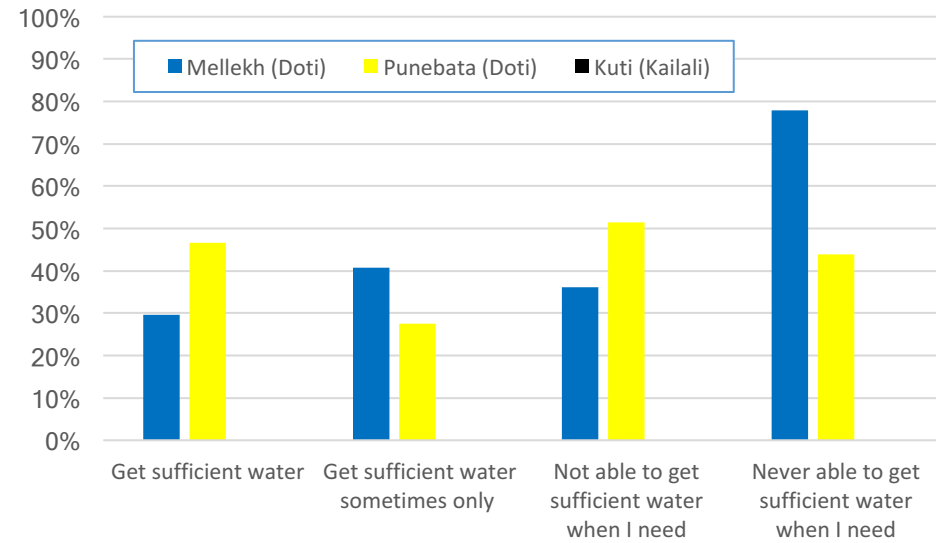 100%
90%
80%
70%
60%
50%
40%
30%
20%
10%
0%
Mellekh (Doti) Punebata (Doti) Kuti (Kailali)
Get sufficient water
Get sufficient water
sometimes only
Not able to get
sufficient water
when I need
Never able to get
sufficient water
when I need